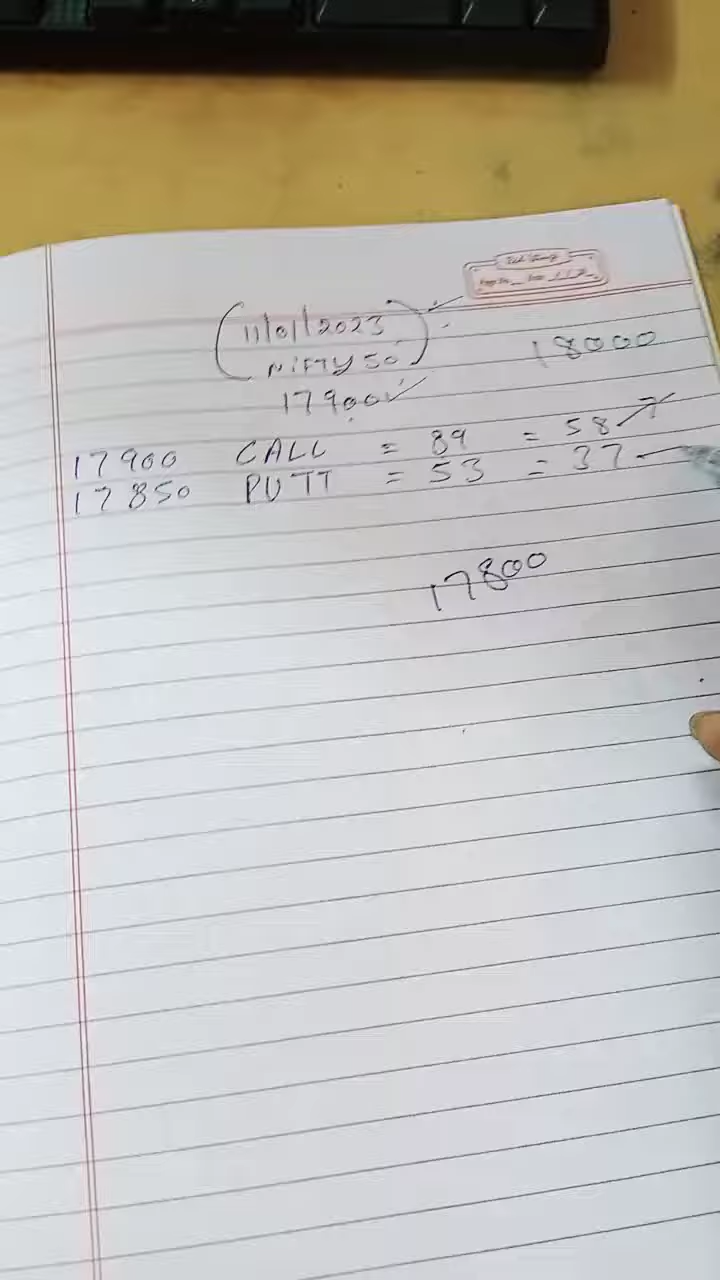 11/01/2023
NIFTY 50
17900✓
18000
17900 CALL = 89 = 58
17850 PUTT = 53 = 37
17800